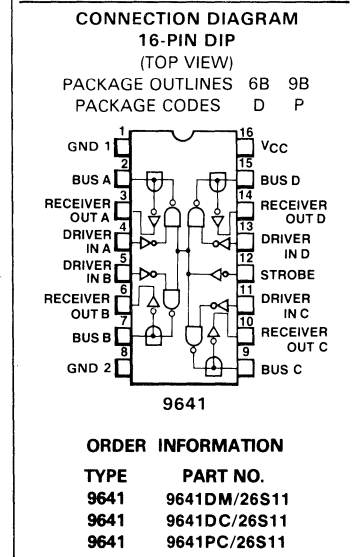 CONNECTION DIAGRAM
16-PIN DIP
(TOP VIEW)
PACKAGE OUTLINES 6B 9B
PACKAGE CODES D P
1 16
GND 1 VCC
2 15
BUS A BUS D
3 14
RECEIVER OUT A RECEIVER OUT D
4 13
DRIVER IN A DRIVER IN D
5 12
DRIVER IN B STROBE
6 11
RECEIVER OUT B DRIVER IN C
7 10
BUS B RECEIVER OUT C
8 9
GND 2 BUS C
9641
ORDER INFORMATION
TYPE PART NO.
9641 9641DM/26S11
9641 9641DC/26S11
9641 9641PC/26S11